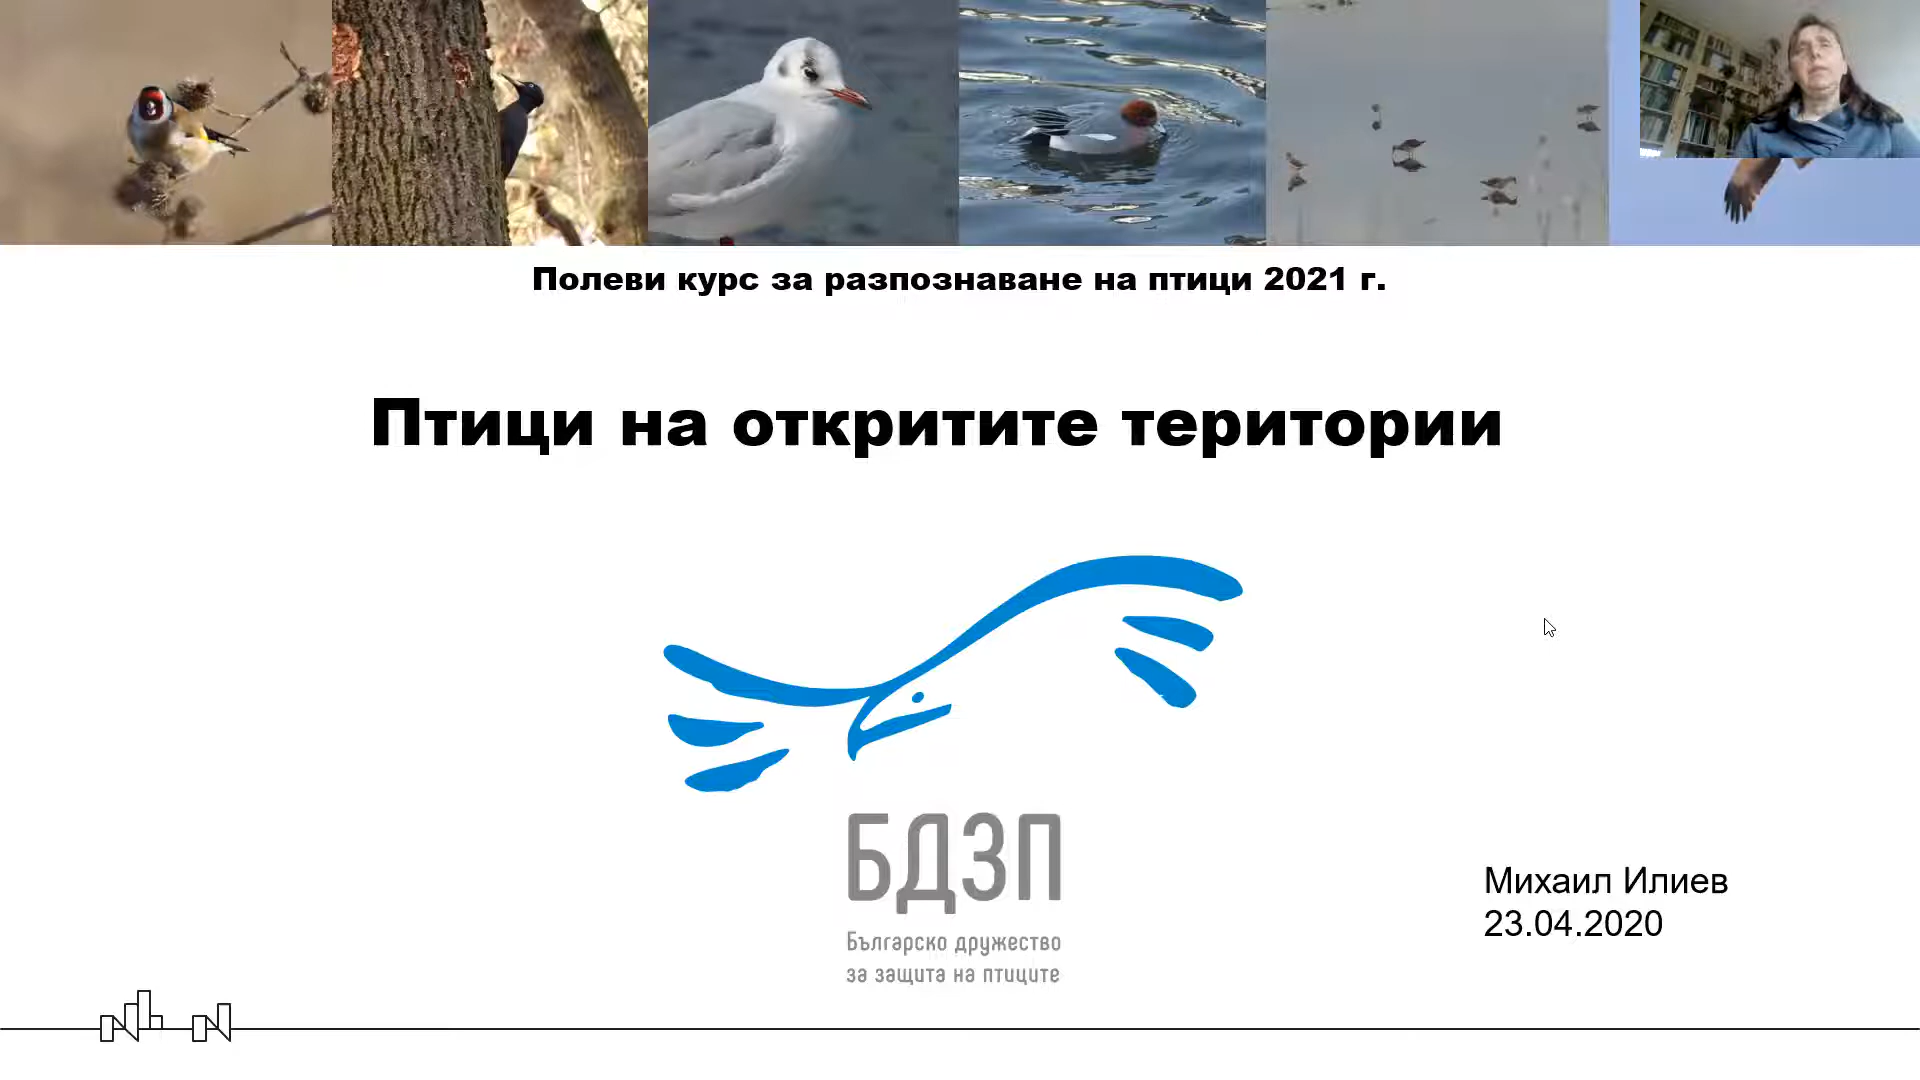 Полеви курс за разпознаване на птици 2021 г.
Птици на откритите територии
БДЗП
Българско дружество
за защита на птиците
Михаил Илиев
23.04.2020